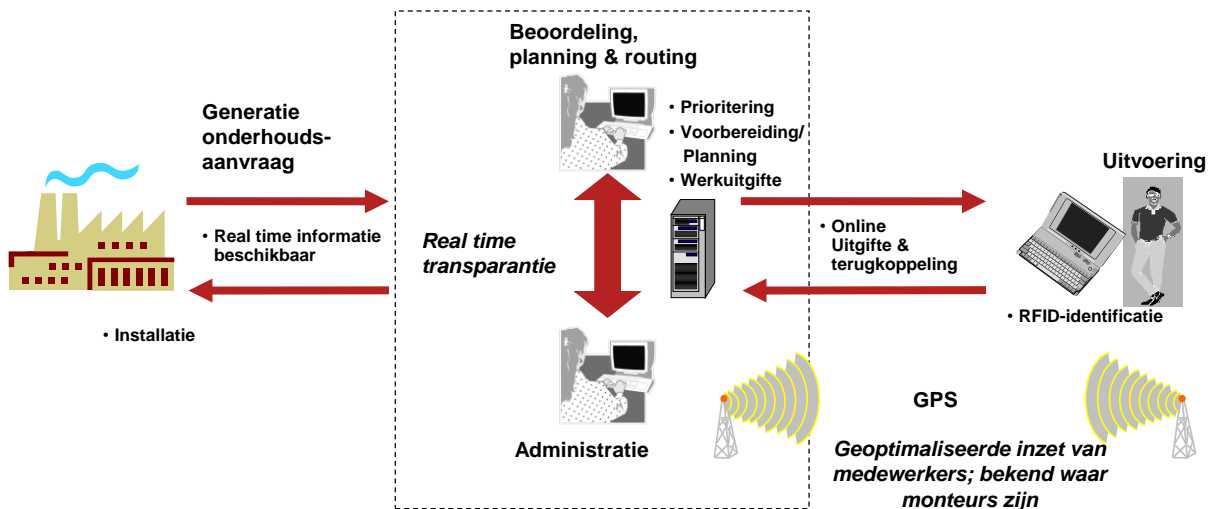 Beoordeling,
planning & routing
Generatie
onderhouds-
aanvraag
• Prioritering
• Voorbereiding/
Planning
• Werkuitgifte
Uitvoering
• Real time informatie
beschikbaar
Real time
transparantie
• Online
Uitgifte &
terugkoppeling
• Installatie
• RFID-identificatie
Administratie
GPS
Geoptimaliseerde inzet van
medewerkers; bekend waar
monteurs zijn